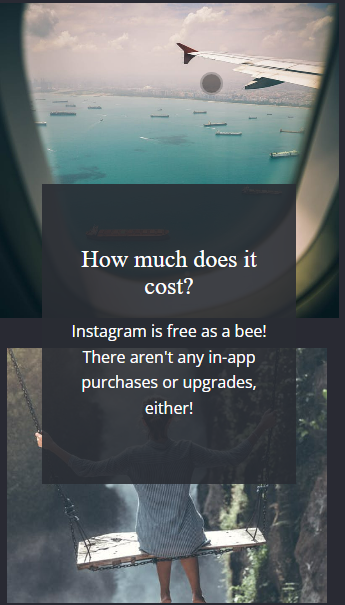 How much does it
cost?
Instagram is free as a bee!
There aren't any in-app
purchases or upgrades,
either!